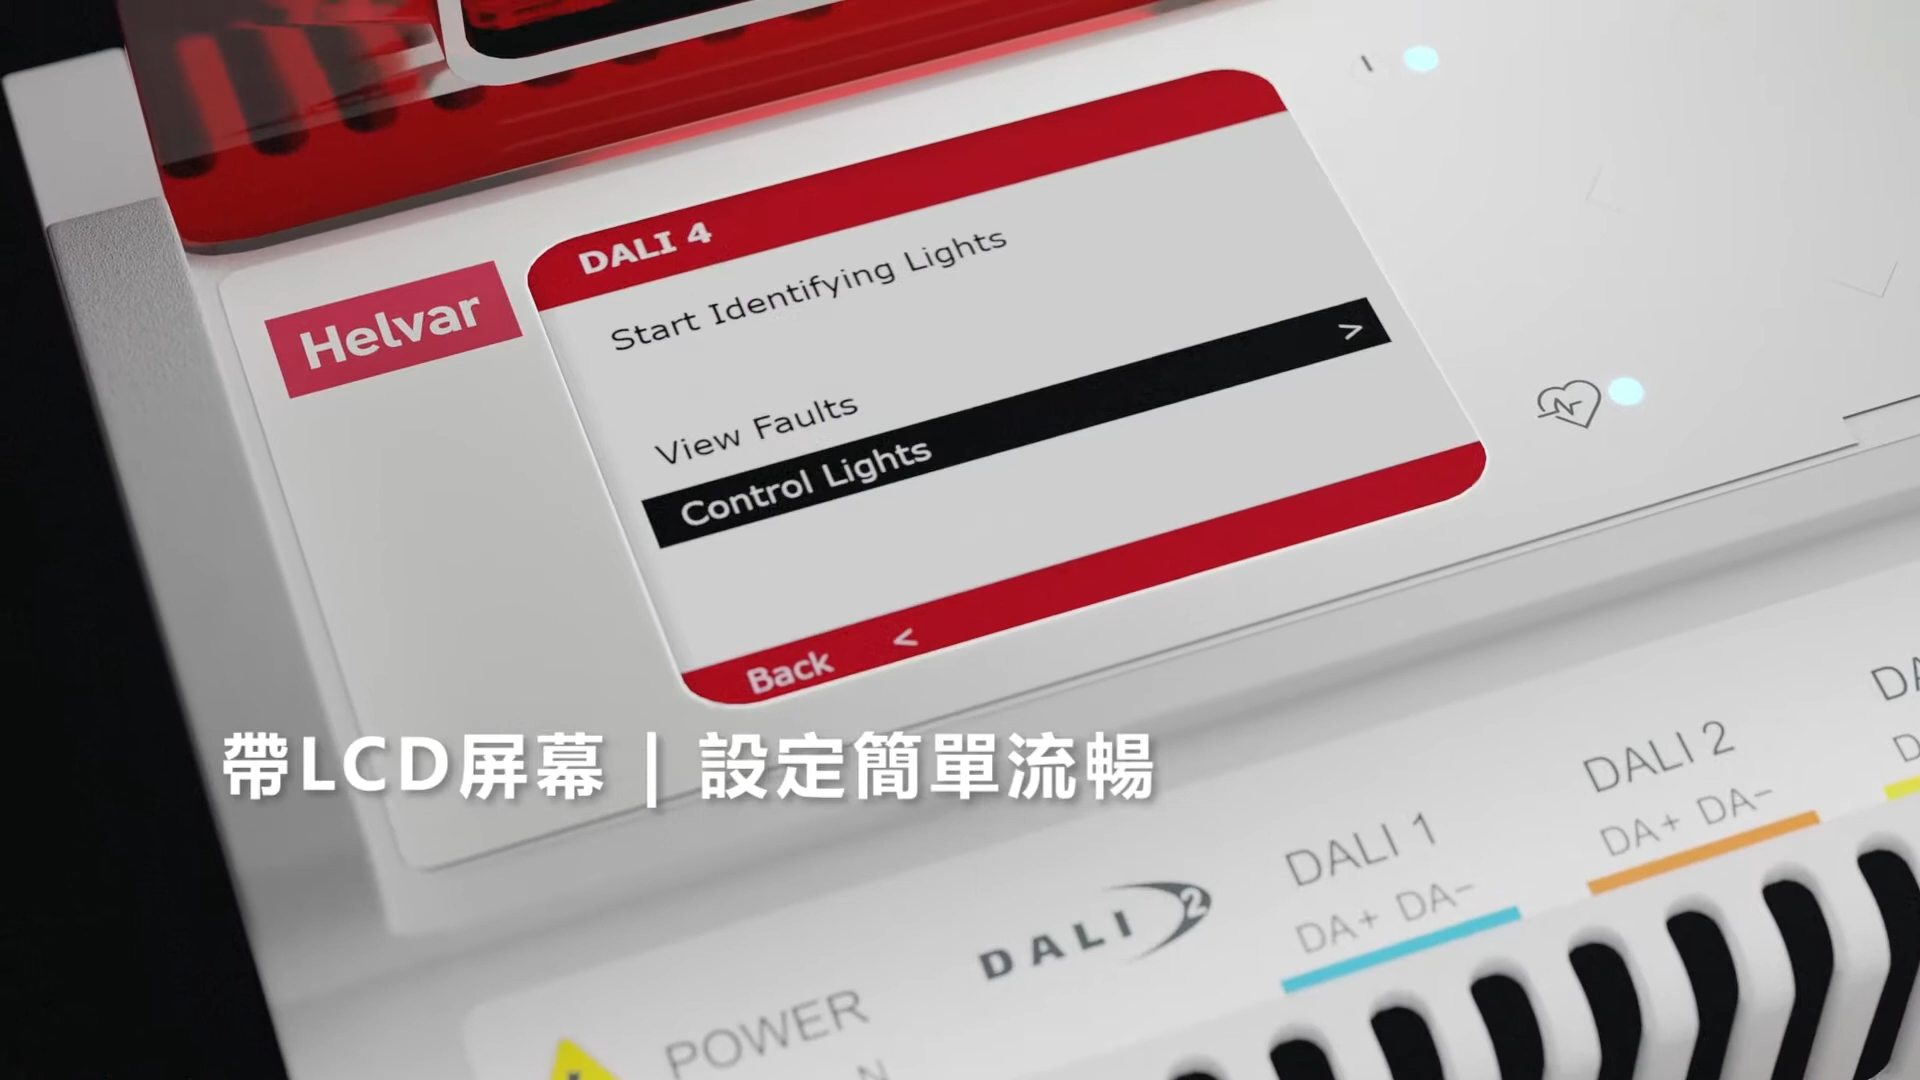 DALI 4
Start Identifying Lights
Helvar
View Faults
Control Lights >
Back <
帶LCD屏幕 | 設定簡單流暢
DALI 2
DA+ DA-
DALI 1
DA+ DA-
DALI 2
POWER
N